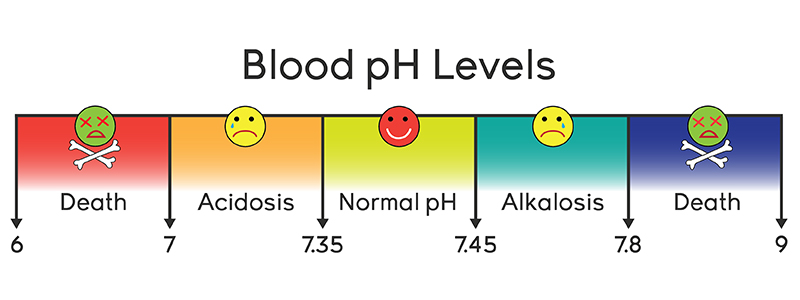 Blood pH Levels
Death Acidosis Normal pH Alkalosis Death
6 7 7.35 7.45 7.8 9